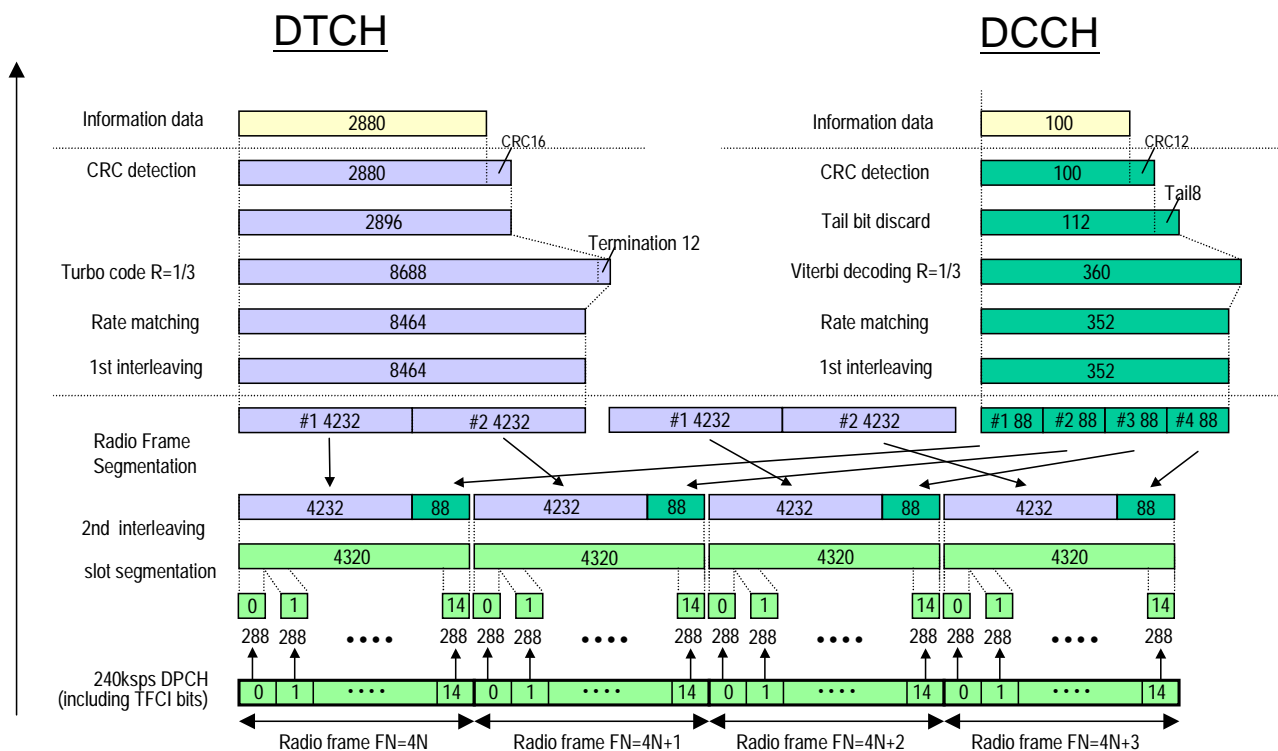 DTCH DCCH
Information data 2880 Information data 100
CRC16 CRC12
CRC detection 2880 CRC detection 100
Tail8
2896 Tail bit discard 112
Termination 12
Turbo code R=1/3 8688 Viterbi decoding R=1/3 360
Rate matching 8464 Rate matching 352
1st interleaving 8464 1st interleaving 352
#1 4232 #2 4232 #1 4232 #2 4232 #1 88 #2 88 #3 88 #4 88
Radio Frame
Segmentation
4232 88 4232 88 4232 88 4232 88
2nd interleaving
4320 4320 4320 4320
slot segmentation
0 1 14 0 1 14 0 1 14 0 1 14
288 288 •••• 288 288 288 •••• 288 288 288 •••• 288 288 288 •••• 288
240ksps DPCH
(including TFCI bits)
0 1 •••• 14 0 1 •••• 14 0 1 •••• 14 0 1 •••• 14
Radio frame FN=4N Radio frame FN=4N+1 Radio frame FN=4N+2 Radio frame FN=4N+3